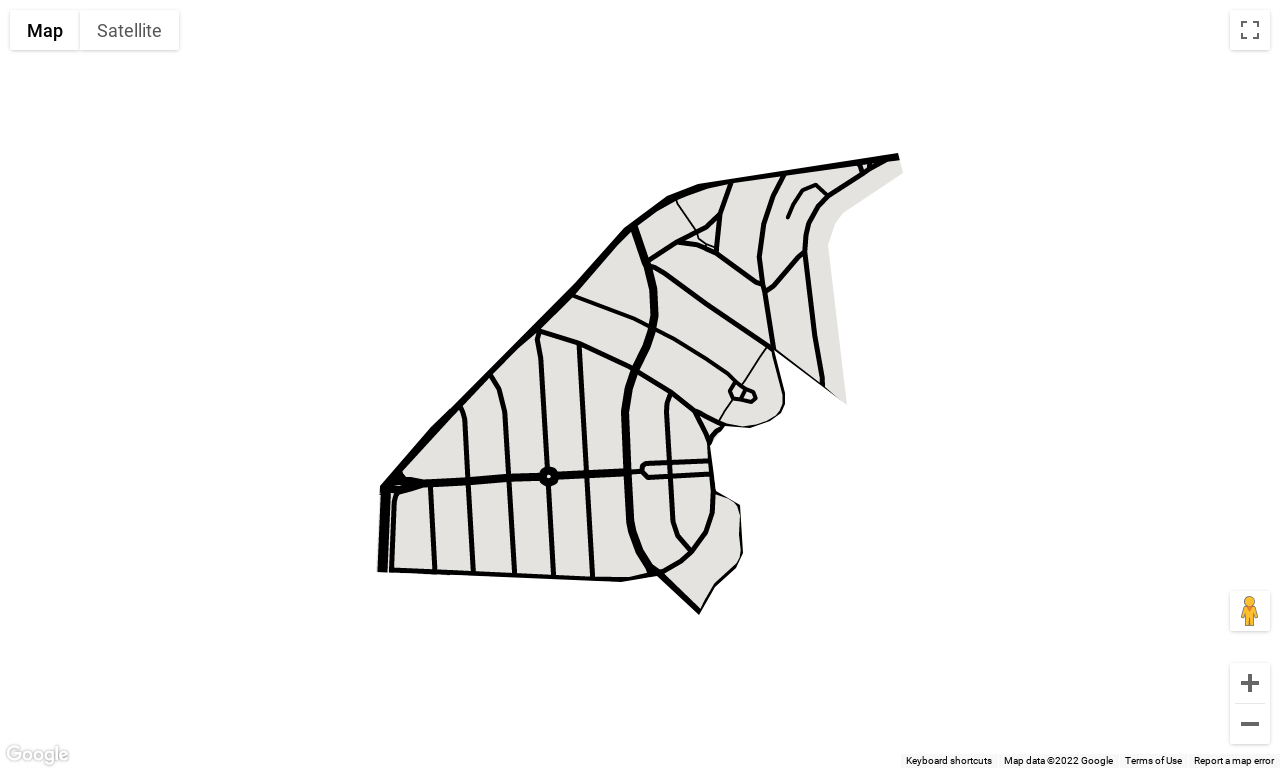 Map
Satellite
Google
Keyboard shortcuts
Map data ©2022 Google
Terms of Use
Report a map error